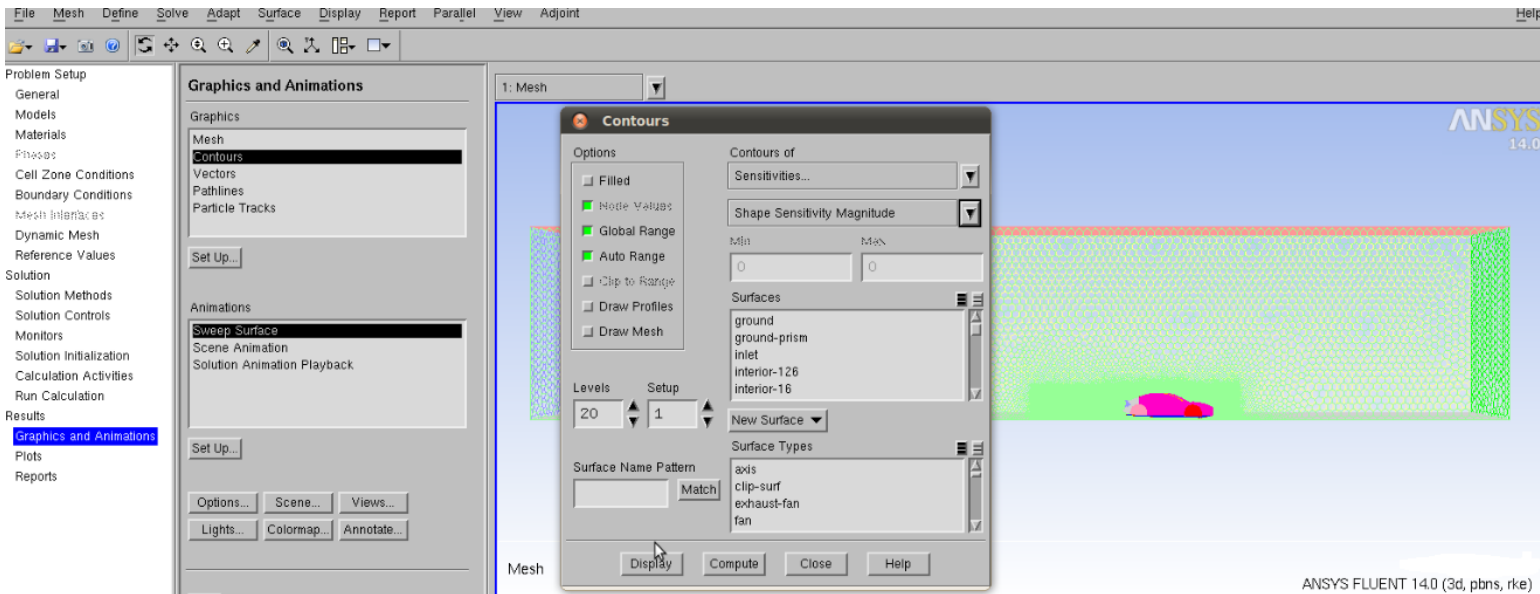 File Mesh Define Solve Adapt Surface Display Report Parallel View Adjoint Help
Problem Setup
General
Models
Materials
Phases
Cell Zone Conditions
Boundary Conditions
Mesh Interfaces
Dynamic Mesh
Reference Values
Solution
Solution Methods
Solution Controls
Monitors
Solution Initialization
Calculation Activities
Run Calculation
Results
Graphics and Animations
Plots
Reports
Graphics and Animations
Graphics
Mesh
Contours
Vectors
Pathlines
Particle Tracks
Set Up...
Animations
Sweep Surface
Scene Animation
Solution Animation Playback
Set Up...
Options... Scene... Views...
Lights... Colormap... Annotate...
1: Mesh
Contours
Options
Filled
Node Values
Global Range
Auto Range
Clip to Range
Draw Profiles
Draw Mesh
Levels Setup
20 1
Surface Name Pattern
Match
Contours of
Sensitivities...
Shape Sensitivity Magnitude
Min Max
0 0
Surfaces
ground
ground-prism
inlet
interior-126
interior-16
New Surface
Surface Types
axis
clip-surf
exhaust-fan
fan
Display Compute Close Help
ANSYS
14.0
Mesh
ANSYS FLUENT 14.0 (3d, pbns, rke)